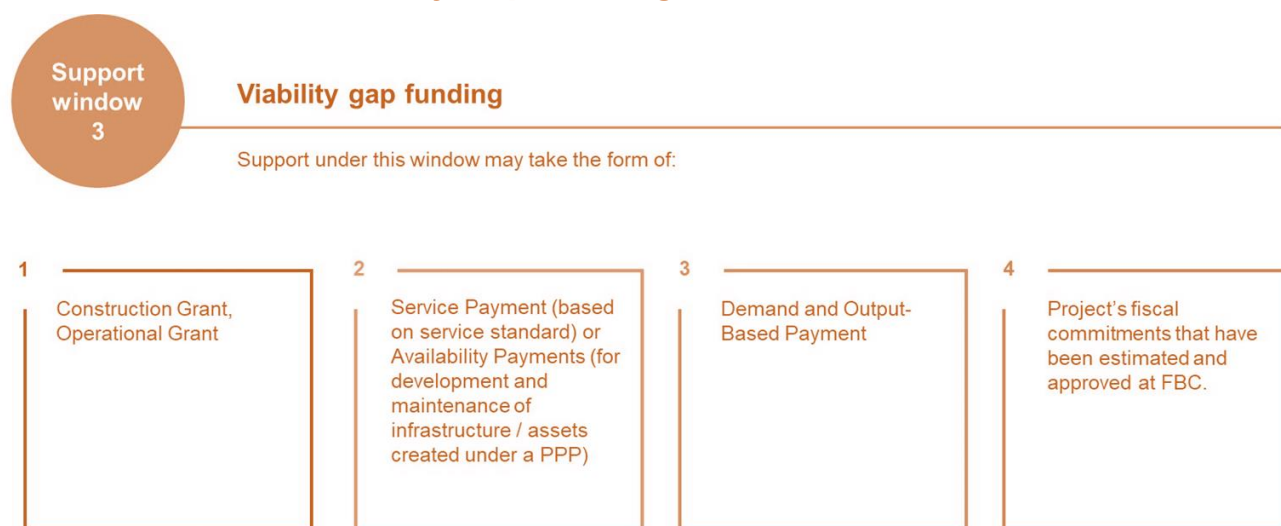 Support
window
3
Viability gap funding
Support under this window may take the form of:
1
Construction Grant,
Operational Grant
2
Service Payment (based
on service standard) or
Availability Payments (for
development and
maintenance of
infrastructure / assets
created under a PPP)
3
Demand and Output-
Based Payment
4
Project's fiscal
commitments that have
been estimated and
approved at FBC.